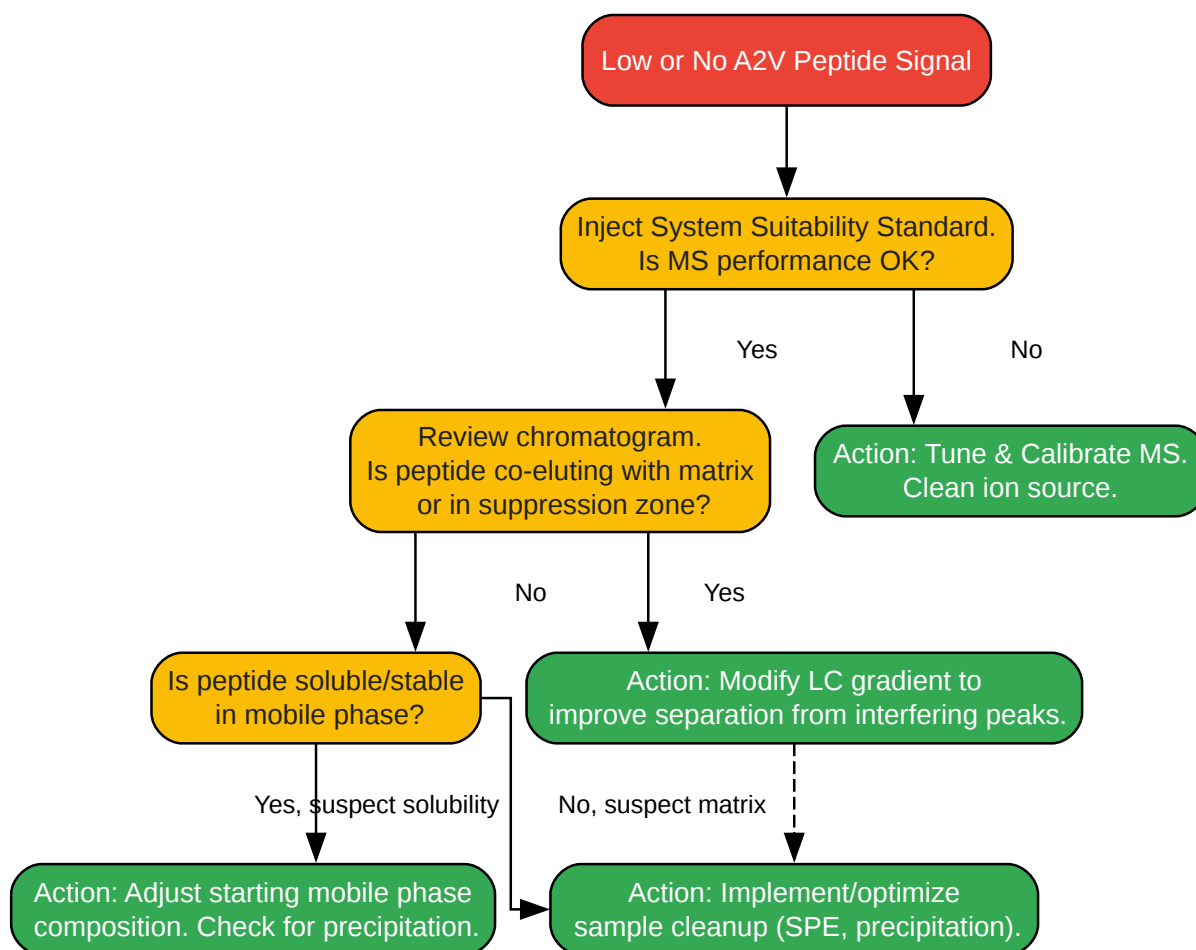 Low or No A2V Peptide Signal
Inject System Suitability Standard.
Is MS performance OK?
Yes
No
Review chromatogram.
Is peptide co-eluting with matrix
or in suppression zone?
Action: Tune & Calibrate MS.
Clean ion source.
No
Yes
Is peptide soluble/stable
in mobile phase?
Action: Modify LC gradient to
improve separation from interfering peaks.
Yes, suspect solubility
No, suspect matrix
Action: Adjust starting mobile phase
composition. Check for precipitation.
Action: Implement/optimize
sample cleanup (SPE, precipitation).